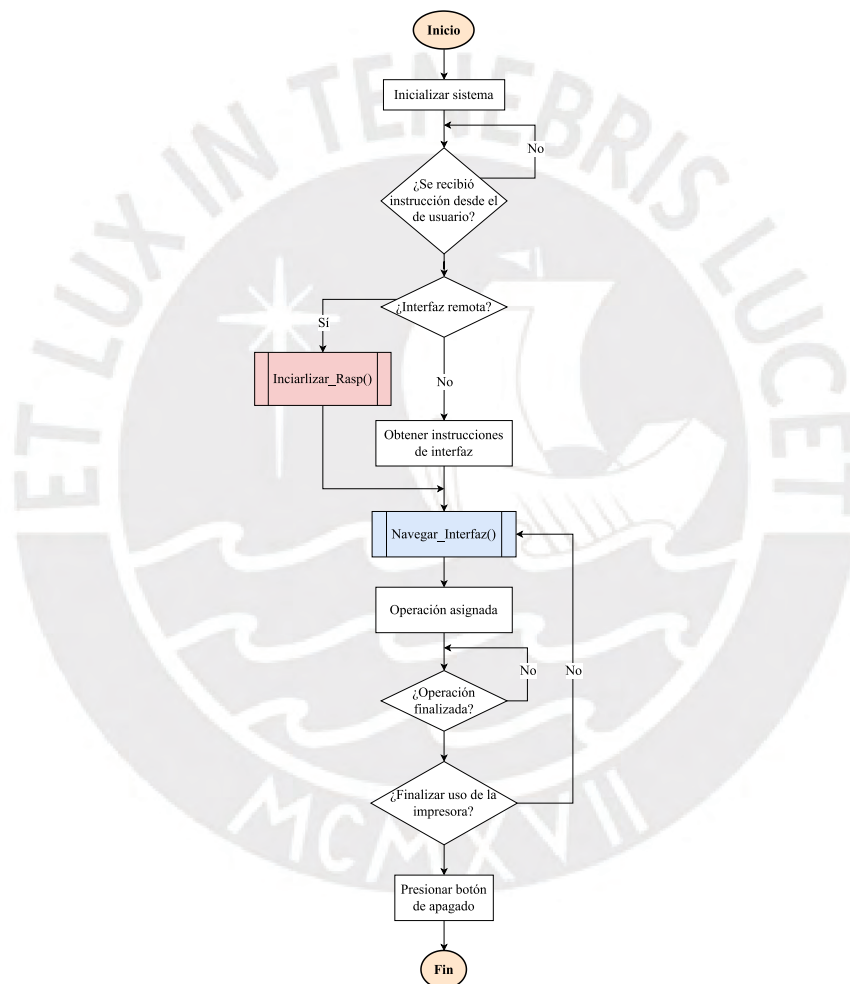 Inicio
Inicializar sistema
No
¿Se recibió
instrucción desde el
de usuario?
¿Interfaz remota?
Sí
Inciarlizar_Rasp()
No
Obtener instrucciones
de interfaz
Navegar_Interfaz()
Operación asignada
No
No
¿Operación
finalizada?
¿Finalizar uso de la
impresora?
Presionar botón
de apagado
Fin
ET LUX IN TENEBRIS LUCET
MCMXVII